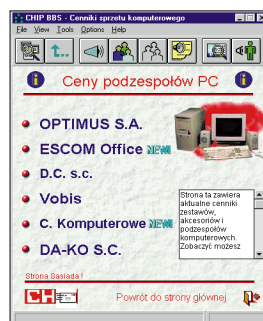 CHIP BBS - Cenniki sprzetu komputerowego
File View Tools Options Help
Ceny podzespołów PC
OPTIMUS S.A.
ESCOM Office NEW!
D.C. s.c.
Vobis
C. Komputerowe NEW!
DA-KO S.C.
Strona ta zawiera
aktualne cenniki
zestawów,
akcesoriów i
podzespołów
komputerowych.
Zobaczyć możesz
Strona Sasiada !
CH
Powrót do strony głównej